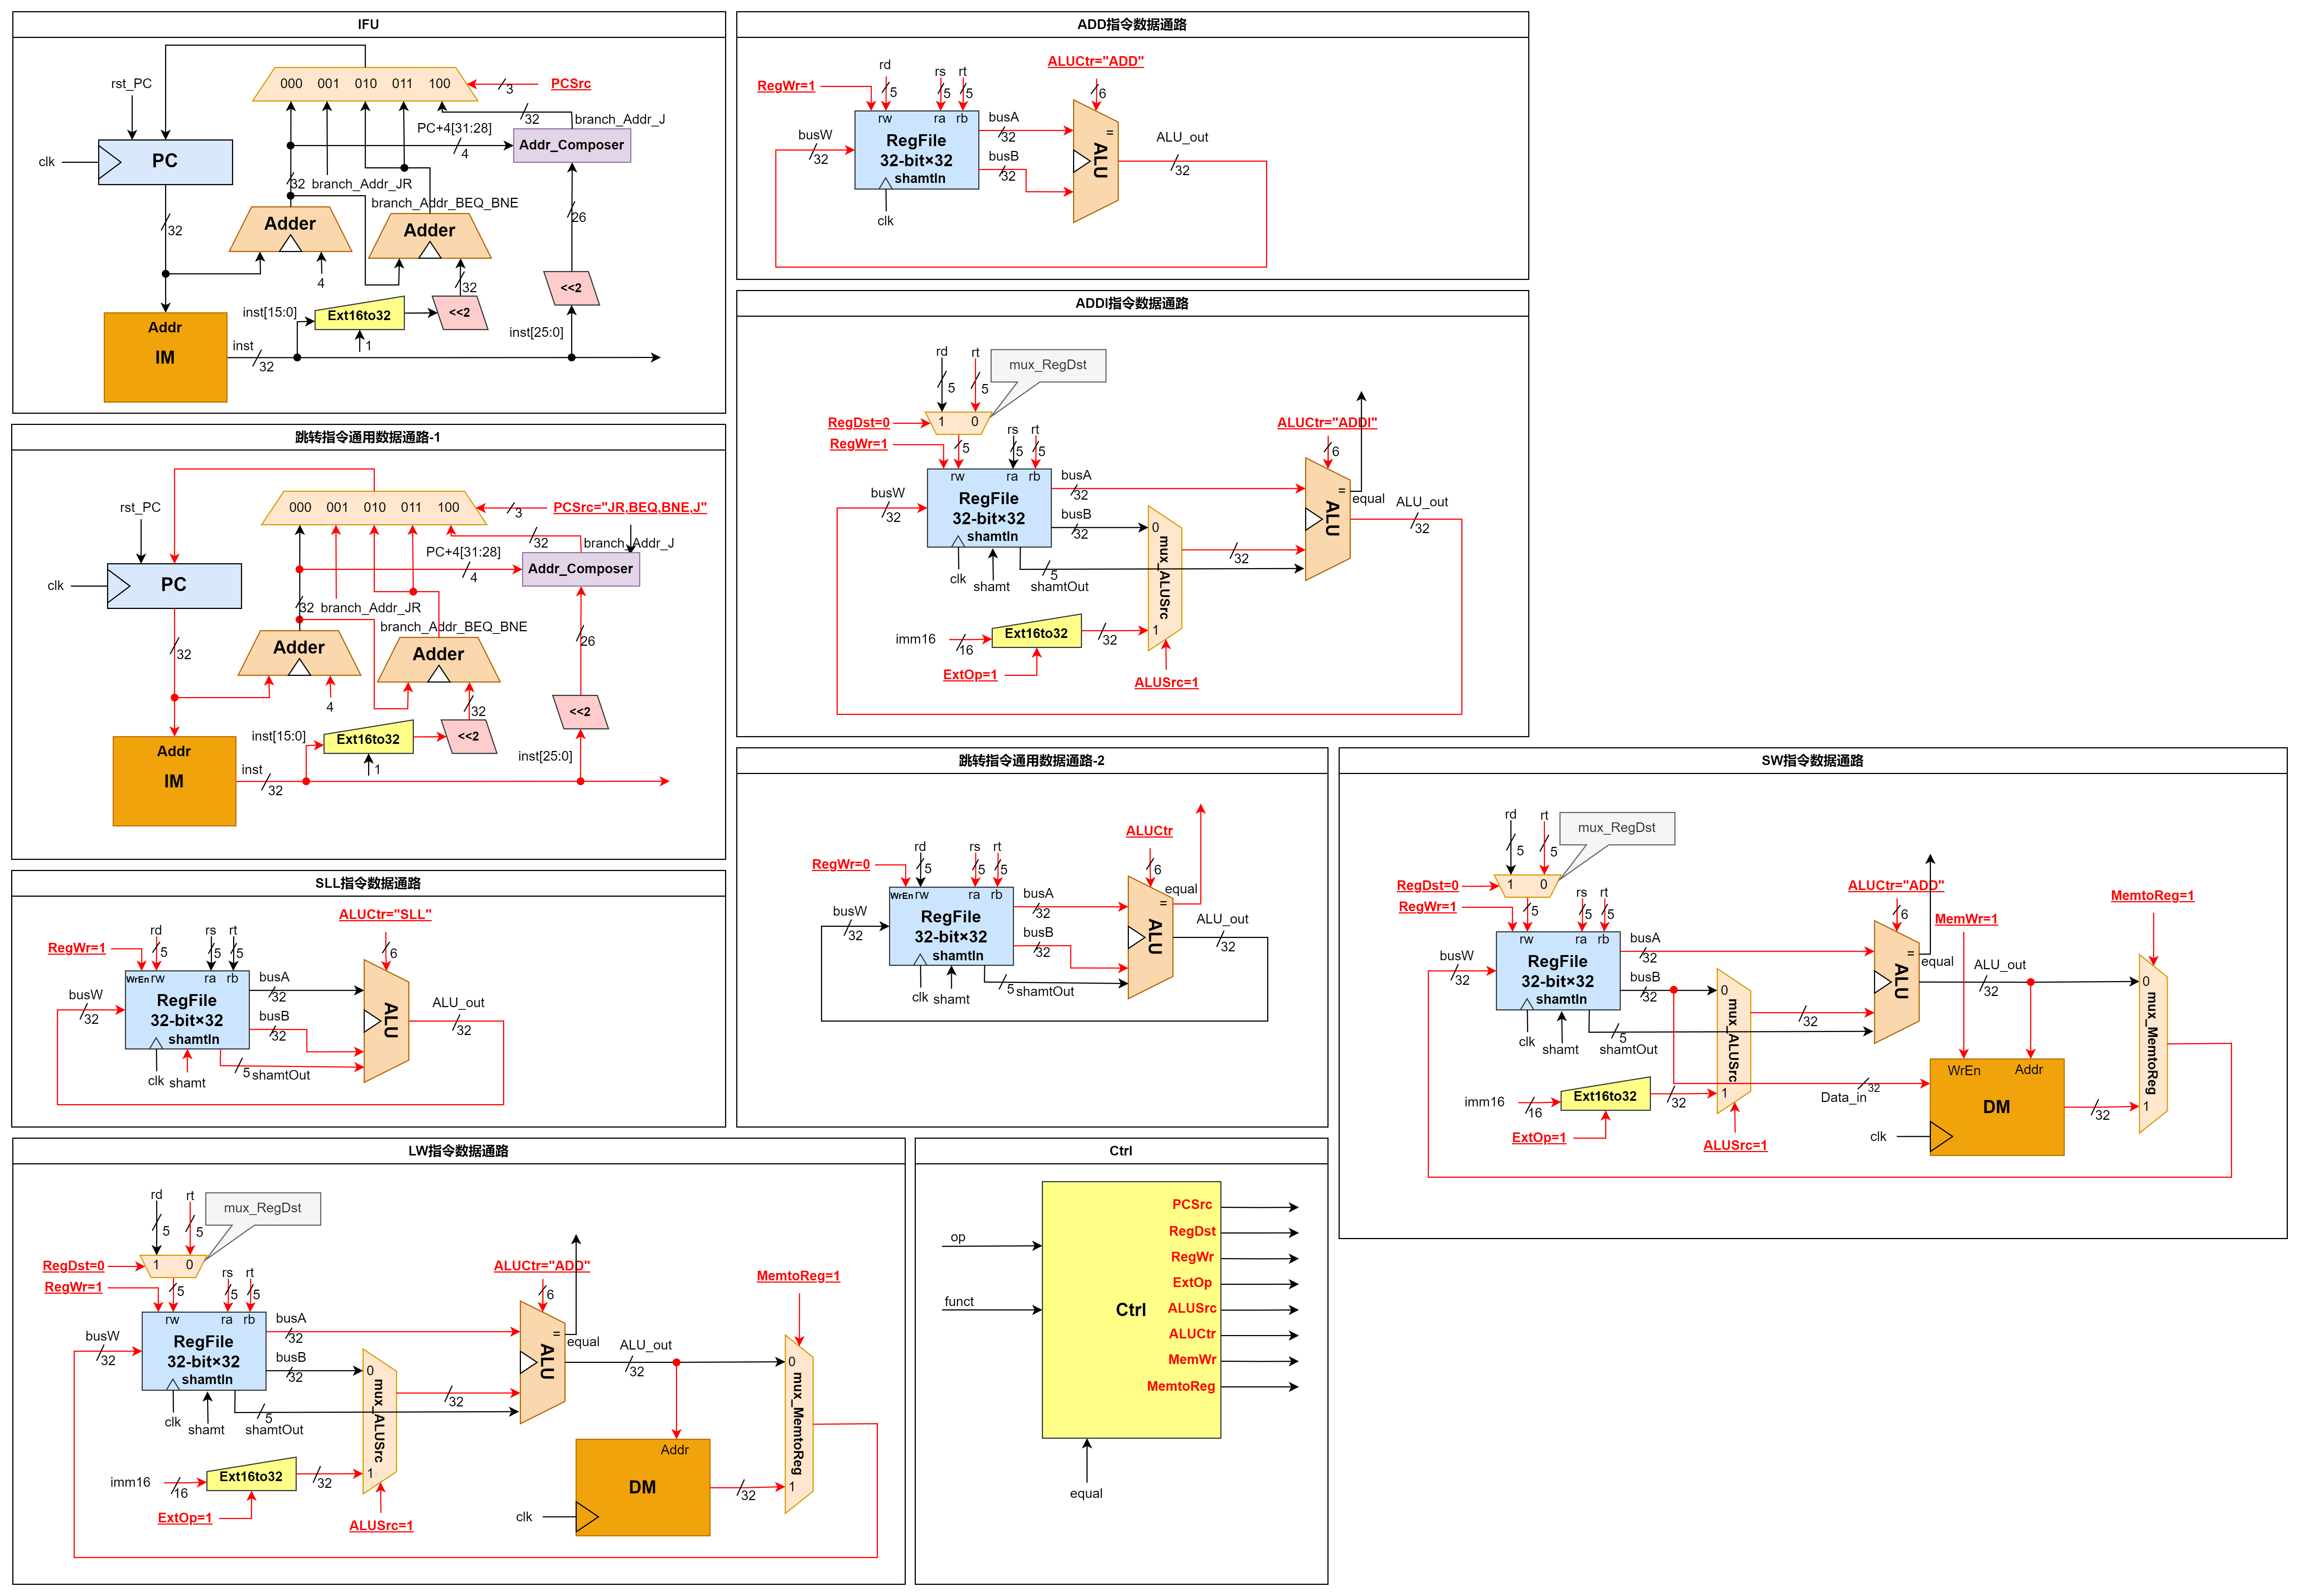 IFU
rst_PC
000 001 010 011 100
3
PCSrc
32
branch_Addr_J
PC+4[31:28]
4
Addr_Composer
clk
PC
32
branch_Addr_JR
branch_Addr_BEQ_BNE
26
32
Adder
Adder
4
32
<<2
inst[15:0]
Ext16to32
<<2
inst[25:0]
Addr
IM
inst
32
1
ADD指令数据通路
rd
rs
rt
ALUCtr="ADD"
RegWr=1
5
5
5
6
rw
ra
rb
busW
32
RegFile
32-bit×32
shamtIn
busA
32
busB
32
=
ALU
ALU_out
32
clk
ADDI指令数据通路
rd
rt
mux_RegDst
5
5
RegDst=0
1
0
ALUCtr="ADDI"
RegWr=1
5
rs
rt
5
5
6
rw
ra
rb
busW
32
RegFile
32-bit×32
shamtIn
busA
32
busB
32
0
mux_ALUSrc
1
=
equal
ALU
ALU_out
32
32
clk
shamt
5
shamtOut
imm16
16
Ext16to32
32
ExtOp=1
ALUSrc=1
跳转指令通用数据通路-1
rst_PC
000 001 010 011 100
3
PCSrc="JR,BEQ,BNE,J"
32
branch_Addr_J
PC+4[31:28]
4
Addr_Composer
clk
PC
32
branch_Addr_JR
branch_Addr_BEQ_BNE
26
32
Adder
Adder
4
32
<<2
inst[15:0]
Ext16to32
<<2
inst[25:0]
Addr
IM
inst
32
1
跳转指令通用数据通路-2
ALUCtr
RegWr=0
rd
rs
rt
5
5
5
6
WrEn
rw
ra
rb
equal
=
busW
32
RegFile
32-bit×32
shamtIn
busA
32
busB
32
ALU
ALU_out
32
clk
shamt
5
shamtOut
SW指令数据通路
rd
rt
mux_RegDst
5
5
RegDst=0
1
0
ALUCtr="ADD"
RegWr=1
5
rs
rt
5
5
6
MemWr=1
MemtoReg=1
rw
ra
rb
busW
32
RegFile
32-bit×32
shamtIn
busA
32
busB
32
0
mux_ALUSrc
1
=
equal
ALU
ALU_out
32
0
mux_MemtoReg
1
32
clk
shamt
5
shamtOut
WrEn
Addr
DM
Data_in
32
32
clk
imm16
16
Ext16to32
32
ExtOp=1
ALUSrc=1
SLL指令数据通路
ALUCtr="SLL"
RegWr=1
rd
rs
rt
5
5
5
6
WrEn
rw
ra
rb
busW
32
RegFile
32-bit×32
shamtIn
busA
32
busB
32
ALU
ALU_out
32
clk
shamt
5
shamtOut
LW指令数据通路
rd
rt
mux_RegDst
5
5
RegDst=0
1
0
ALUCtr="ADD"
RegWr=1
5
rs
rt
5
5
6
MemtoReg=1
rw
ra
rb
busW
32
RegFile
32-bit×32
shamtIn
busA
32
busB
32
0
mux_ALUSrc
1
=
equal
ALU
ALU_out
32
0
mux_MemtoReg
1
32
clk
shamt
5
shamtOut
Addr
DM
32
clk
imm16
16
Ext16to32
32
ExtOp=1
ALUSrc=1
Ctrl
op
funct
Ctrl
PCSrc
RegDst
RegWr
ExtOp
ALUSrc
ALUCtr
MemWr
MemtoReg
equal